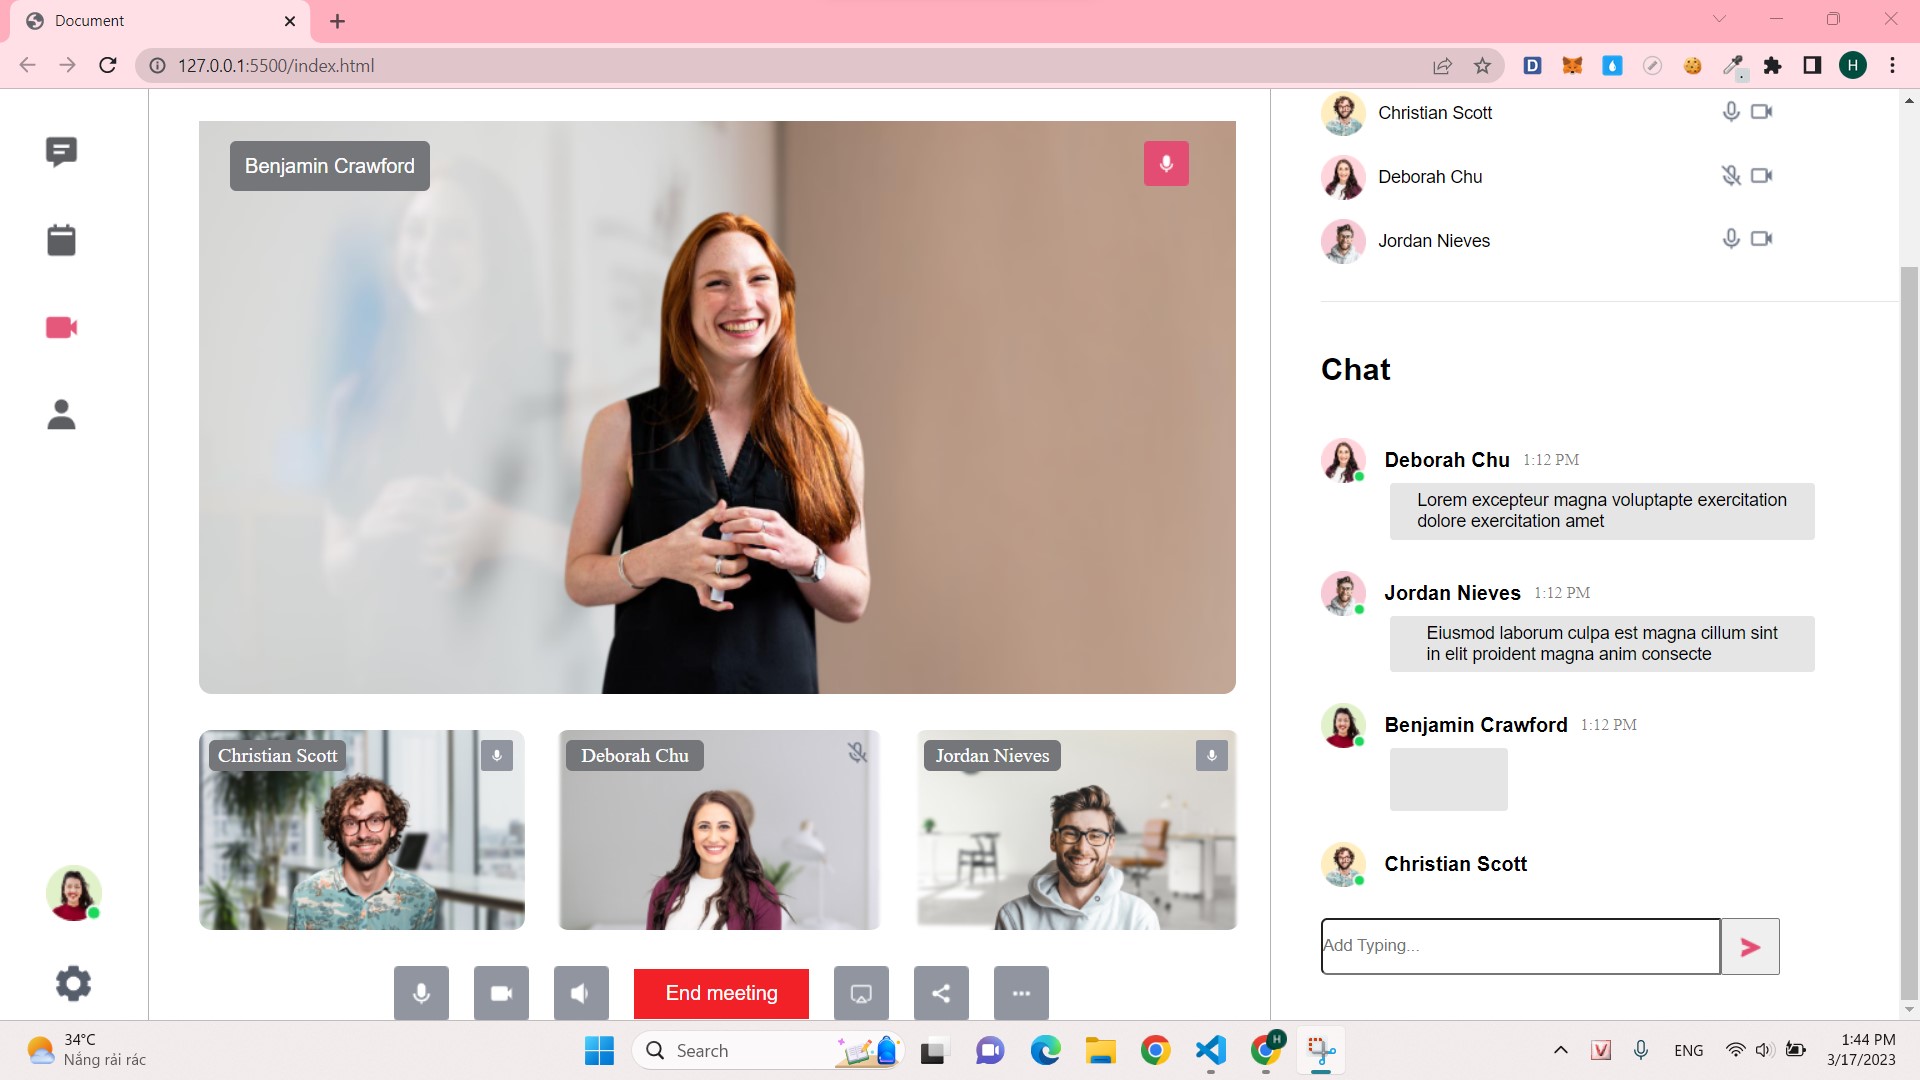 Document
127.0.0.1:5500/index.html
D
H
Benjamin Crawford
Christian Scott
Deborah Chu
Jordan Nieves
Chat
Deborah Chu 1:12 PM
Lorem excepteur magna voluptapte exercitation
dolore exercitation amet
Jordan Nieves 1:12 PM
Eiusmod laborum culpa est magna cillum sint
in elit proident magna anim consecte
Benjamin Crawford 1:12 PM
Christian Scott
Add Typing...
Christian Scott
Deborah Chu
Jordan Nieves
End meeting
34°C
Nắng rải rác
Search
H
V
ENG
1:44 PM
3/17/2023